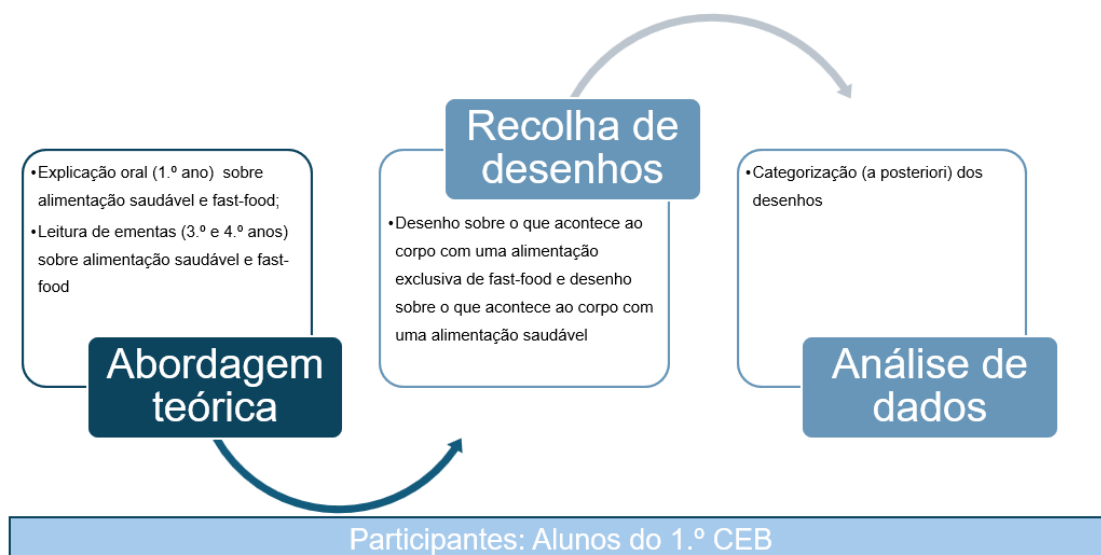 •Explicação oral (1.º ano) sobre
alimentação saudável e fast-food;
•Leitura de ementas (3.º e 4.º anos)
sobre alimentação saudável e fast-
food
Abordagem
teórica
Recolha de
desenhos
•Desenho sobre o que acontece ao
corpo com uma alimentação
exclusiva de fast-food e desenho
sobre o que acontece ao corpo com
uma alimentação saudável
•Categorização (a posteriori) dos
desenhos
Análise de
dados
Participantes: Alunos do 1.º CEB